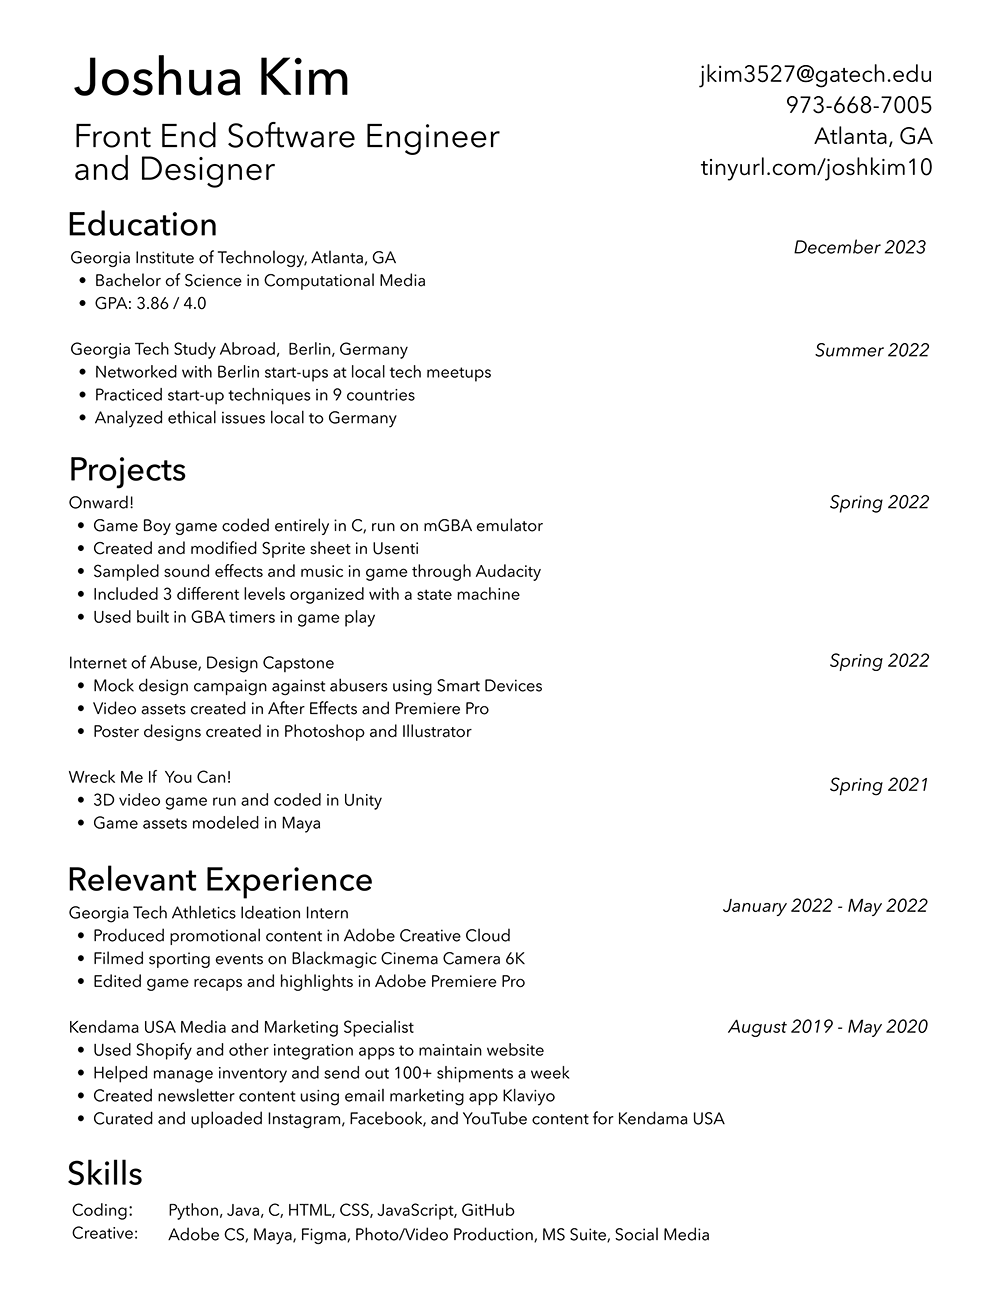 Joshua Kim
Front End Software Engineer
and Designer
jkim3527@gatech.edu
973-668-7005
Atlanta, GA
tinyurl.com/joshkim10
Education
Georgia Institute of Technology, Atlanta, GA
December 2023
• Bachelor of Science in Computational Media
• GPA: 3.86 / 4.0
Georgia Tech Study Abroad,  Berlin, Germany
Summer 2022
• Networked with Berlin start-ups at local tech meetups
• Practiced start-up techniques in 9 countries
• Analyzed ethical issues local to Germany
Projects
Onward!
Spring 2022
• Game Boy game coded entirely in C, run on mGBA emulator
• Created and modified Sprite sheet in Usenti
• Sampled sound effects and music in game through Audacity
• Included 3 different levels organized with a state machine
• Used built in GBA timers in game play
Internet of Abuse, Design Capstone
Spring 2022
• Mock design campaign against abusers using Smart Devices
• Video assets created in After Effects and Premiere Pro
• Poster designs created in Photoshop and Illustrator
Wreck Me If  You Can!
Spring 2021
• 3D video game run and coded in Unity
• Game assets modeled in Maya
Relevant Experience
Georgia Tech Athletics Ideation Intern
January 2022 - May 2022
• Produced promotional content in Adobe Creative Cloud
• Filmed sporting events on Blackmagic Cinema Camera 6K
• Edited game recaps and highlights in Adobe Premiere Pro
Kendama USA Media and Marketing Specialist
August 2019 - May 2020
• Used Shopify and other integration apps to maintain website
• Helped manage inventory and send out 100+ shipments a week
• Created newsletter content using email marketing app Klaviyo
• Curated and uploaded Instagram, Facebook, and YouTube content for Kendama USA
Skills
Coding: Python, Java, C, HTML, CSS, JavaScript, GitHub
Creative: Adobe CS, Maya, Figma, Photo/Video Production, MS Suite, Social Media